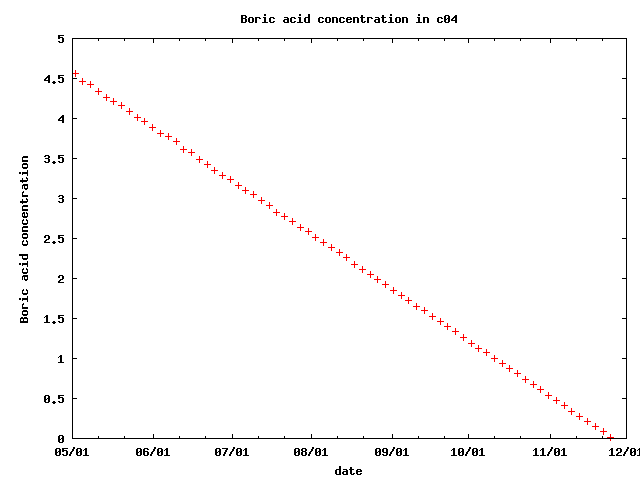 Boric acid concentration in c04
5
4.5
4
3.5
3
2.5
2
1.5
1
0.5
0
Boric acid concentration
05/01 06/01 07/01 08/01 09/01 10/01 11/01 12/01
date